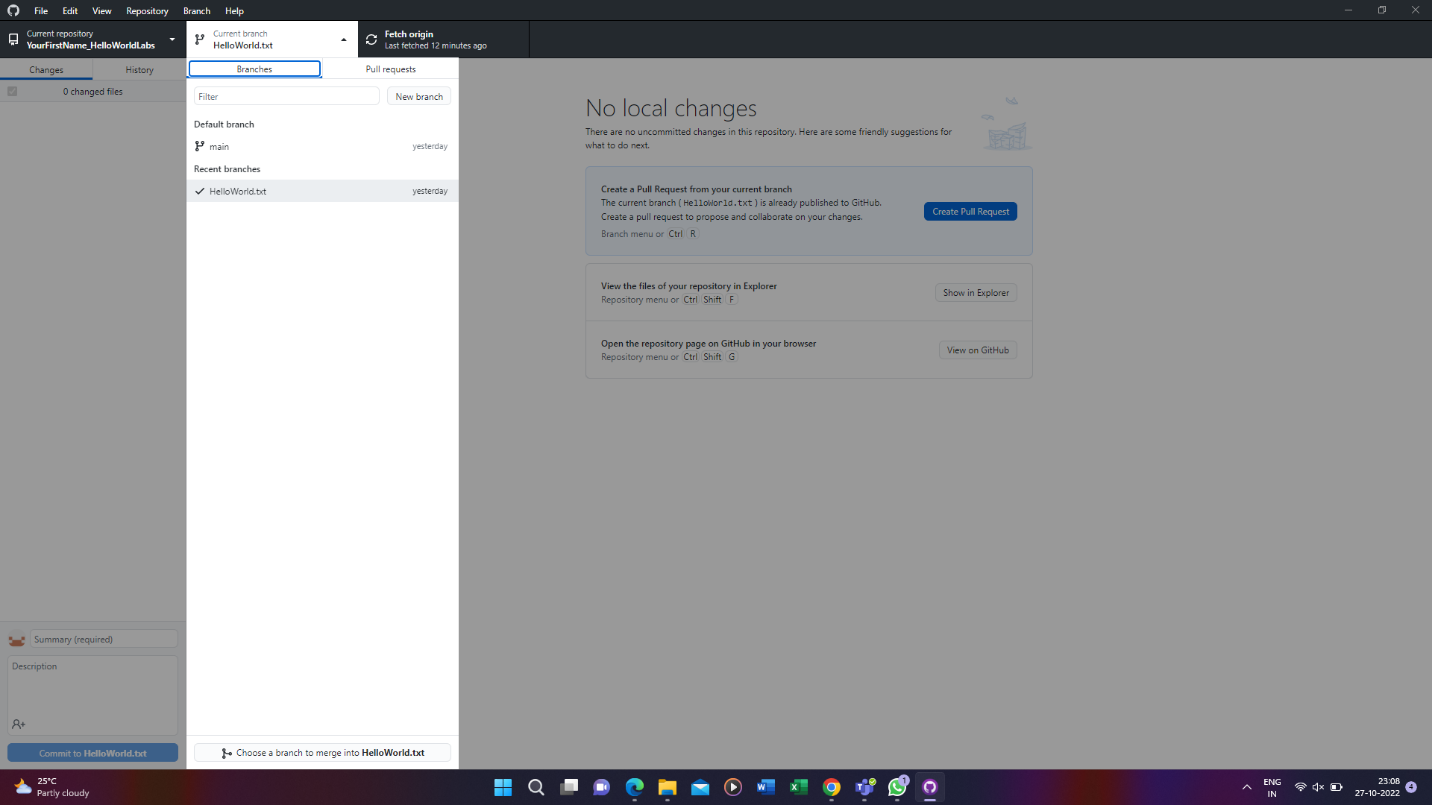 File Edit View Repository Branch Help
Current repository
YourFirstName_HelloWorldLabs
Current branch
HelloWorld.txt
Fetch origin
Last fetched 12 minutes ago
Changes History
0 changed files
Branches Pull requests
Filter New branch
Default branch
main yesterday
Recent branches
HelloWorld.txt yesterday
Choose a branch to merge into HelloWorld.txt
No local changes
There are no uncommitted changes in this repository. Here are some friendly suggestions for
what to do next.
Create a Pull Request from your current branch
The current branch ( HelloWorld.txt ) is already published to GitHub.
Create a pull request to propose and collaborate on your changes.
Branch menu or Ctrl R
Create Pull Request
View the files of your repository in Explorer
Repository menu or Ctrl Shift F
Show in Explorer
Open the repository page on GitHub in your browser
Repository menu or Ctrl Shift G
View on GitHub
Summary (required)
Description
Commit to HelloWorld.txt
25°C
Partly cloudy
1
ENG
IN
23:08
27-10-2022
4